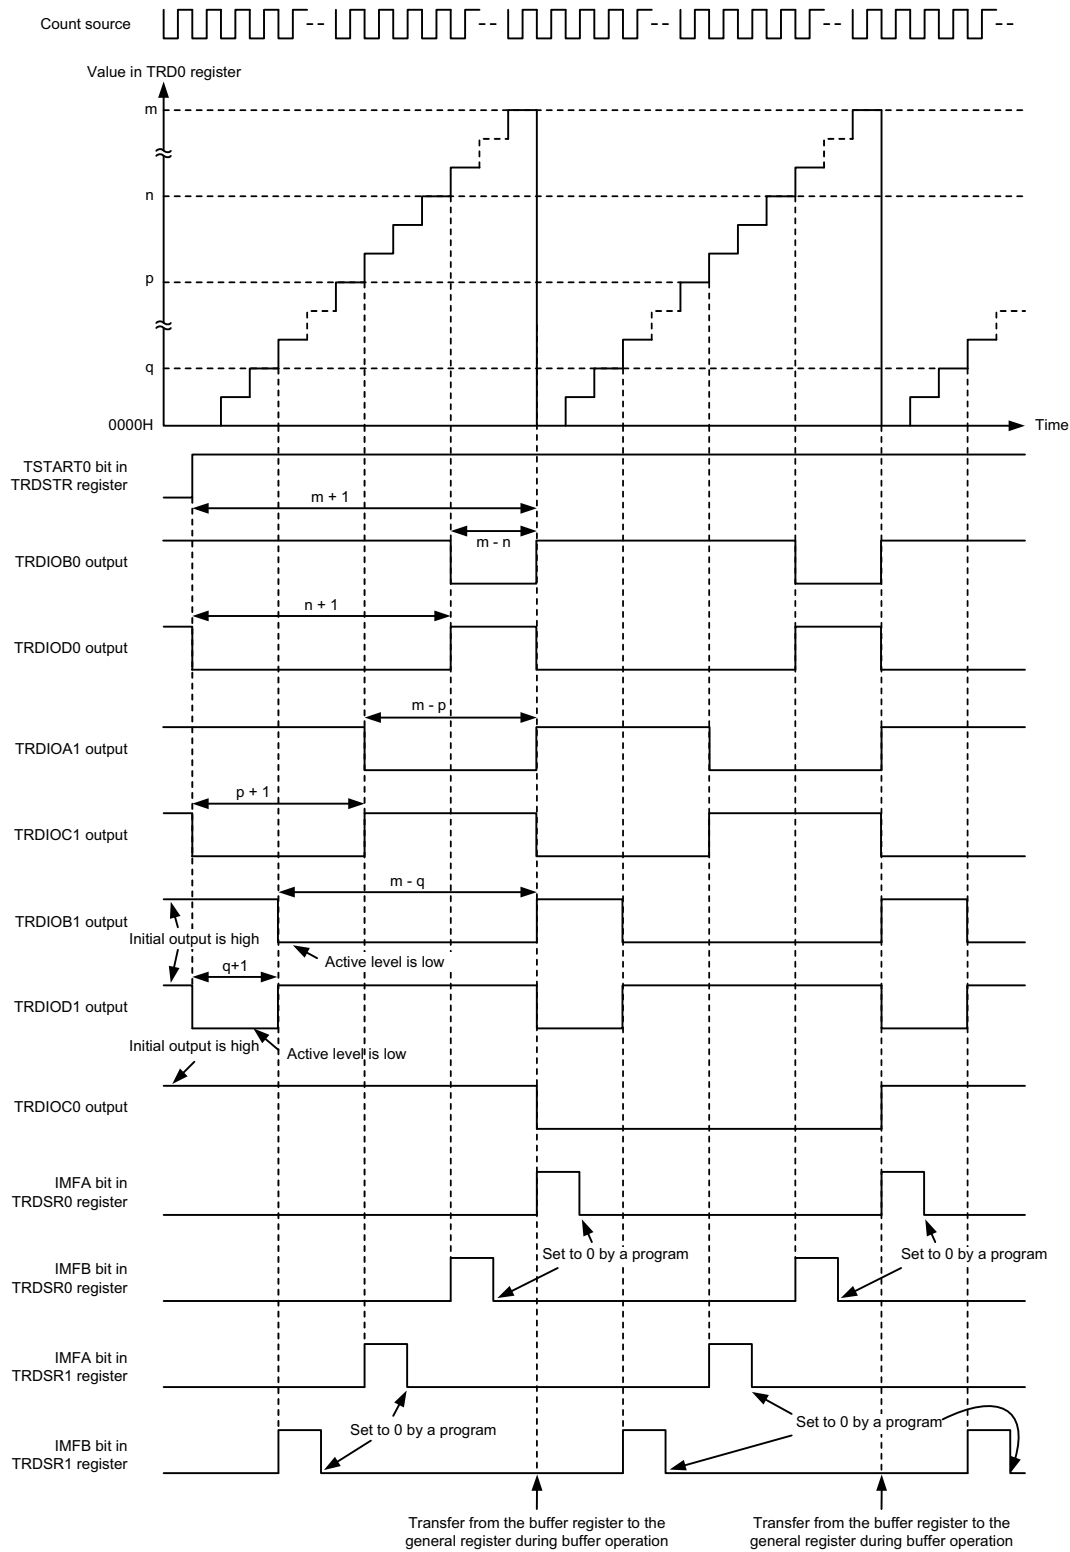 Count source
Value in TRD0 register
m
n
p
q
0000H
Time
TSTART0 bit in
TRDSTR register
m + 1
m - n
TRDIOB0 output
n + 1
TRDIOD0 output
m - p
TRDIOA1 output
p + 1
TRDIOC1 output
m - q
TRDIOB1 output
Initial output is high
Active level is low
q+1
TRDIOD1 output
Initial output is high
Active level is low
TRDIOC0 output
IMFA bit in
TRDSR0 register
Set to 0 by a program
Set to 0 by a program
IMFB bit in
TRDSR0 register
IMFA bit in
TRDSR1 register
Set to 0 by a program
Set to 0 by a program
IMFB bit in
TRDSR1 register
Transfer from the buffer register to the
general register during buffer operation
Transfer from the buffer register to the
general register during buffer operation